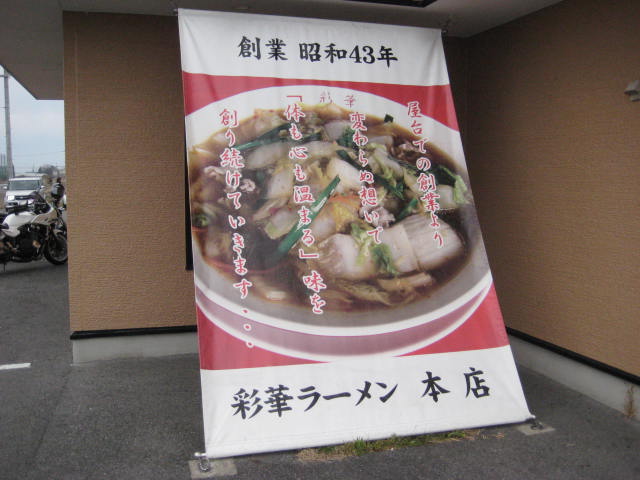 創業 昭和43年
彩華
屋台での創業より
変わらぬ想いで
「体も心も温まる」味を
創り続けていきます・・・
彩華ラーメン 本店